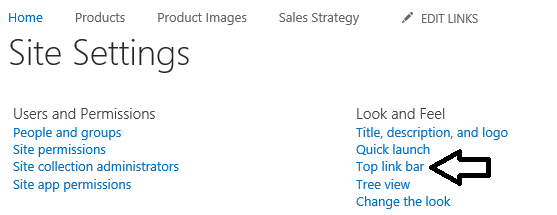 Home Products Product Images Sales Strategy EDIT LINKS
Site Settings
Users and Permissions
People and groups
Site permissions
Site collection administrators
Site app permissions
Look and Feel
Title, description, and logo
Quick launch
Top link bar
Tree view
Change the look